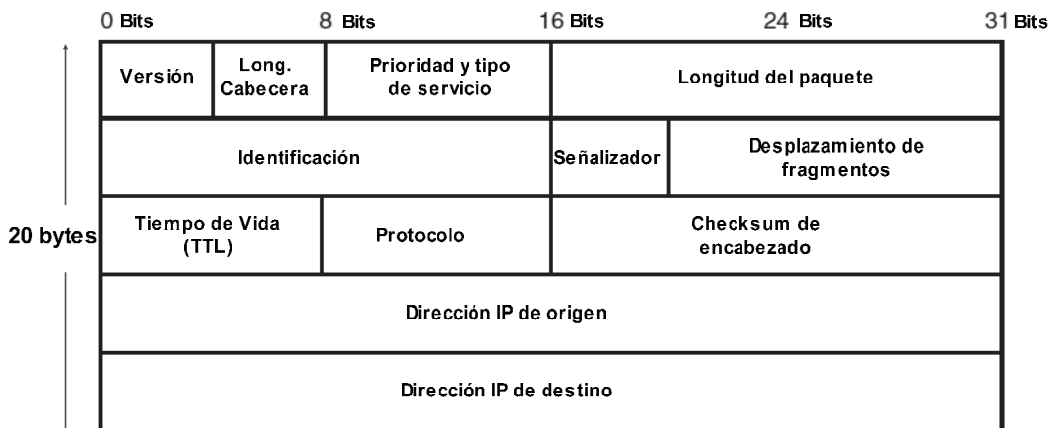 0 Bits 8 Bits 16 Bits 24 Bits 31 Bits
Versión
Long.
Cabecera
Prioridad y tipo
de servicio
Longitud del paquete
Identificación
Señalizador
Desplazamiento de
fragmentos
20 bytes
Tiempo de Vida
(TTL)
Protocolo
Checksum de
encabezado
Dirección IP de origen
Dirección IP de destino